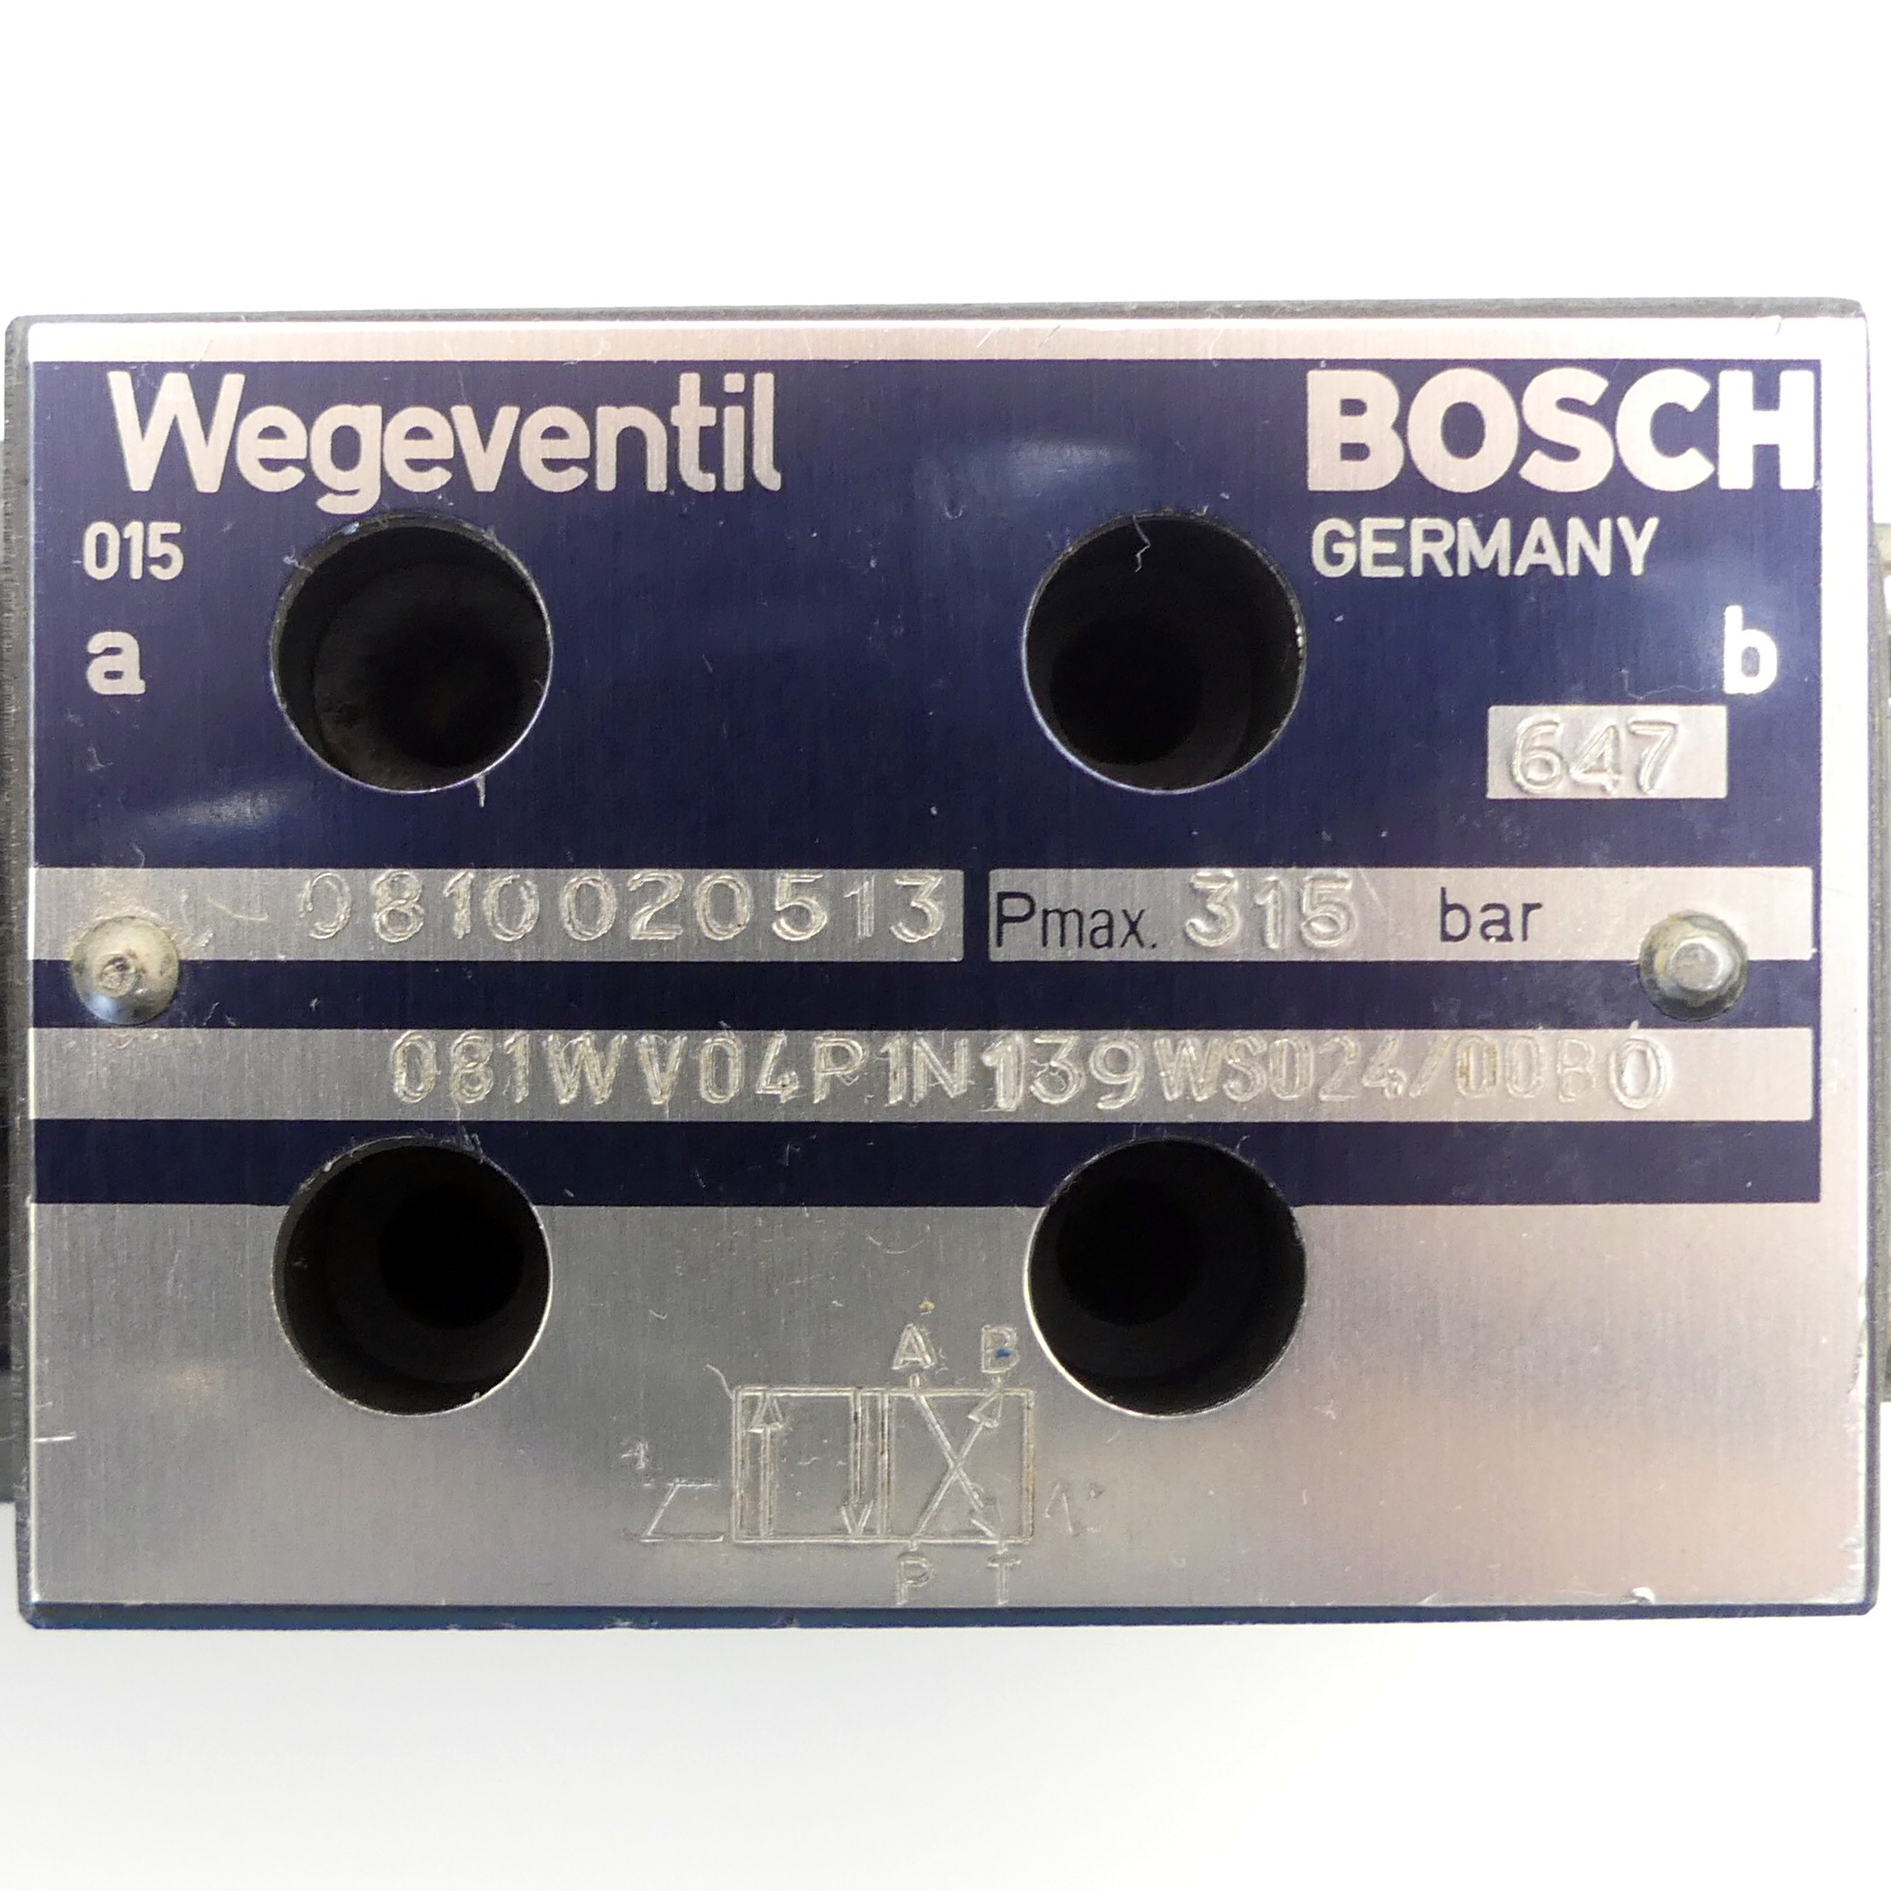 Wegeventil BOSCH
015 GERMANY
a b
647
0810020513 Pmax. 315 bar
081WV04P1N139WS024/00B0
A B
P T